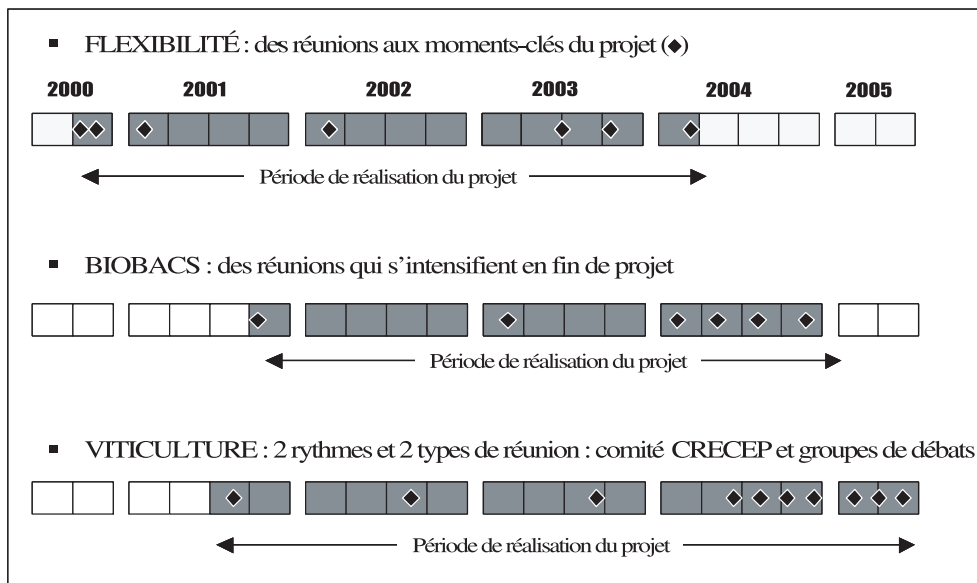 ▪ FLEXIBILITÉ : des réunions aux moments-clés du projet (◆)
2000 2001 2002 2003 2004 2005
Période de réalisation du projet
▪ BIOBACS : des réunions qui s’intensifient en fin de projet
Période de réalisation du projet
▪ VITICULTURE : 2 rythmes et 2 types de réunion : comité CRECEP et groupes de débats
Période de réalisation du projet